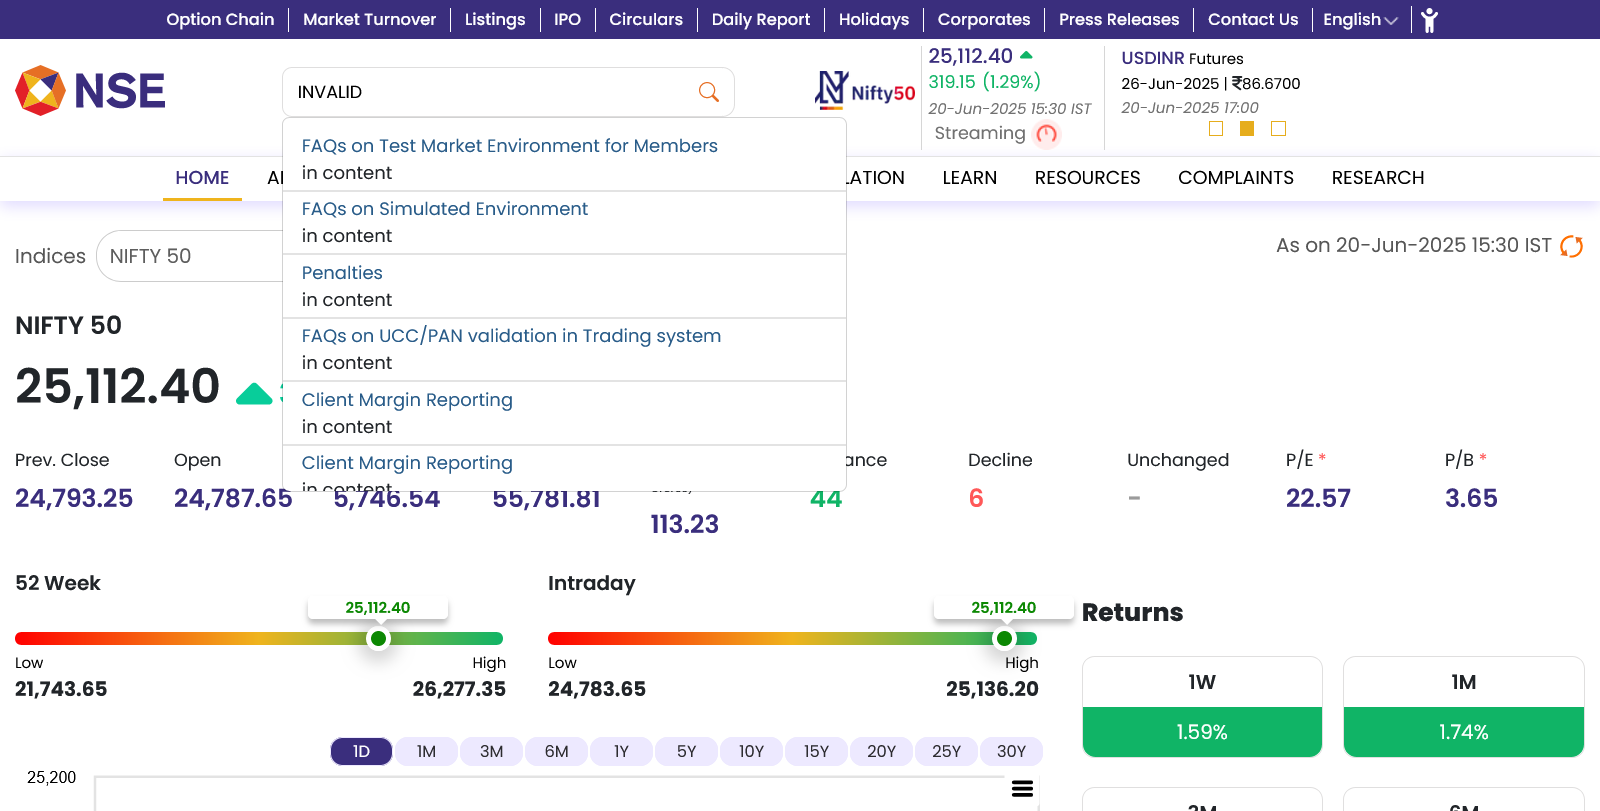 Option Chain
Market Turnover
Listings
IPO
Circulars
Daily Report
Holidays
Corporates
Press Releases
Contact Us
English
NSE
INVALID
Nifty50
25,112.40
319.15 (1.29%)
20-Jun-2025 15:30 IST
Streaming
USDINR Futures
26-Jun-2025 | ₹86.6700
20-Jun-2025 17:00
HOME
LEARN
RESOURCES
COMPLAINTS
RESEARCH
FAQs on Test Market Environment for Members
in content
FAQs on Simulated Environment
in content
Penalties
in content
FAQs on UCC/PAN validation in Trading system
in content
Client Margin Reporting
in content
Client Margin Reporting
in content
Indices
NIFTY 50
As on 20-Jun-2025 15:30 IST
NIFTY 50
25,112.40
Prev. Close
24,793.25
Open
24,787.65
5,746.54
55,781.81
113.23
44
Decline
6
Unchanged
-
P/E *
22.57
P/B *
3.65
52 Week
25,112.40
Low
High
21,743.65
26,277.35
Intraday
25,112.40
Low
High
24,783.65
25,136.20
Returns
1W
1.59%
1M
1.74%
1D
1M
3M
6M
1Y
5Y
10Y
15Y
20Y
25Y
30Y
25,200
3M
6M